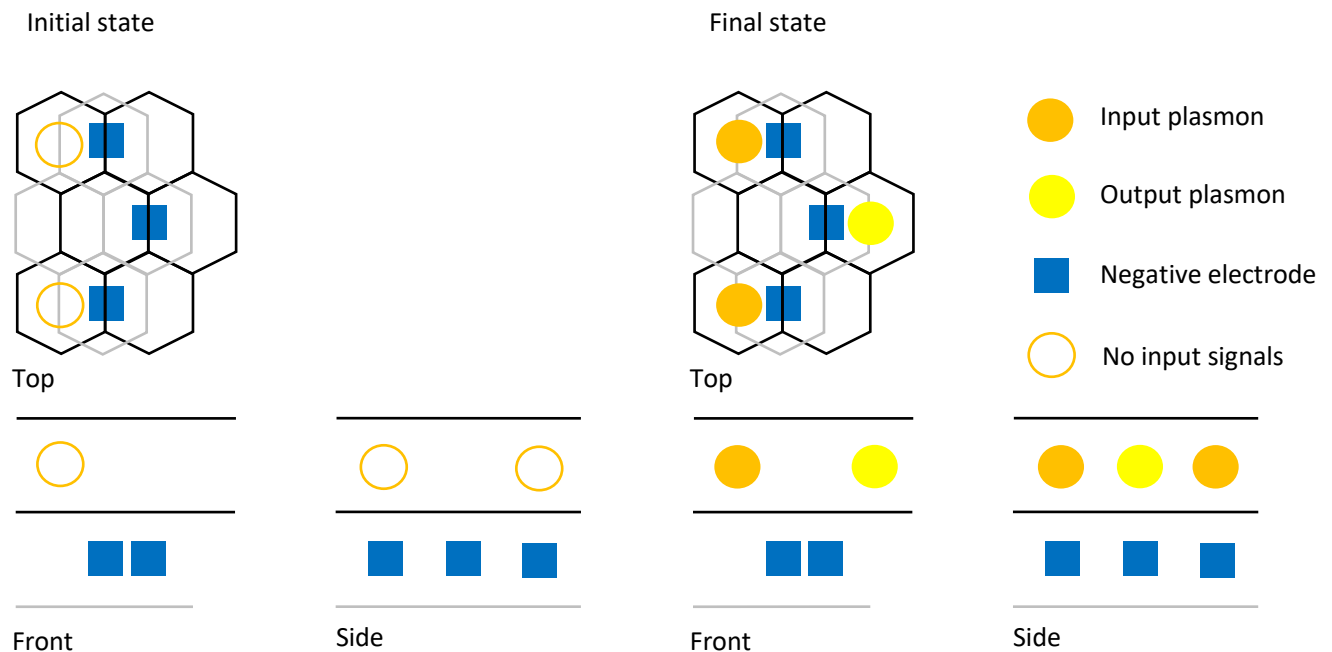 Initial state
Final state
Input plasmon
Output plasmon
Negative electrode
No input signals
Top
Top
Front
Side
Front
Side